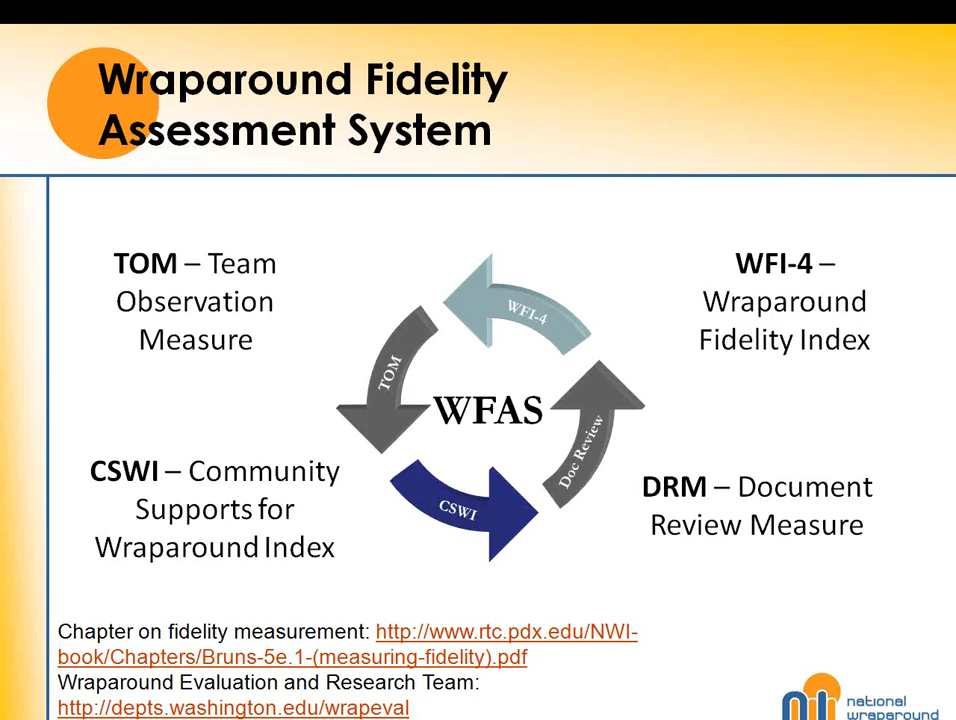 Wraparound Fidelity
Assessment System
TOM – Team
Observation
Measure
WFI-4 –
Wraparound
Fidelity Index
WFI-4
TOM
WFAS
Doc Review
CSWI
CSWI – Community
Supports for
Wraparound Index
DRM – Document
Review Measure
Chapter on fidelity measurement: http://www.rtc.pdx.edu/NWI-
book/Chapters/Bruns-5e.1-(measuring-fidelity).pdf
Wraparound Evaluation and Research Team:
http://depts.washington.edu/wrapeval
national
wraparound